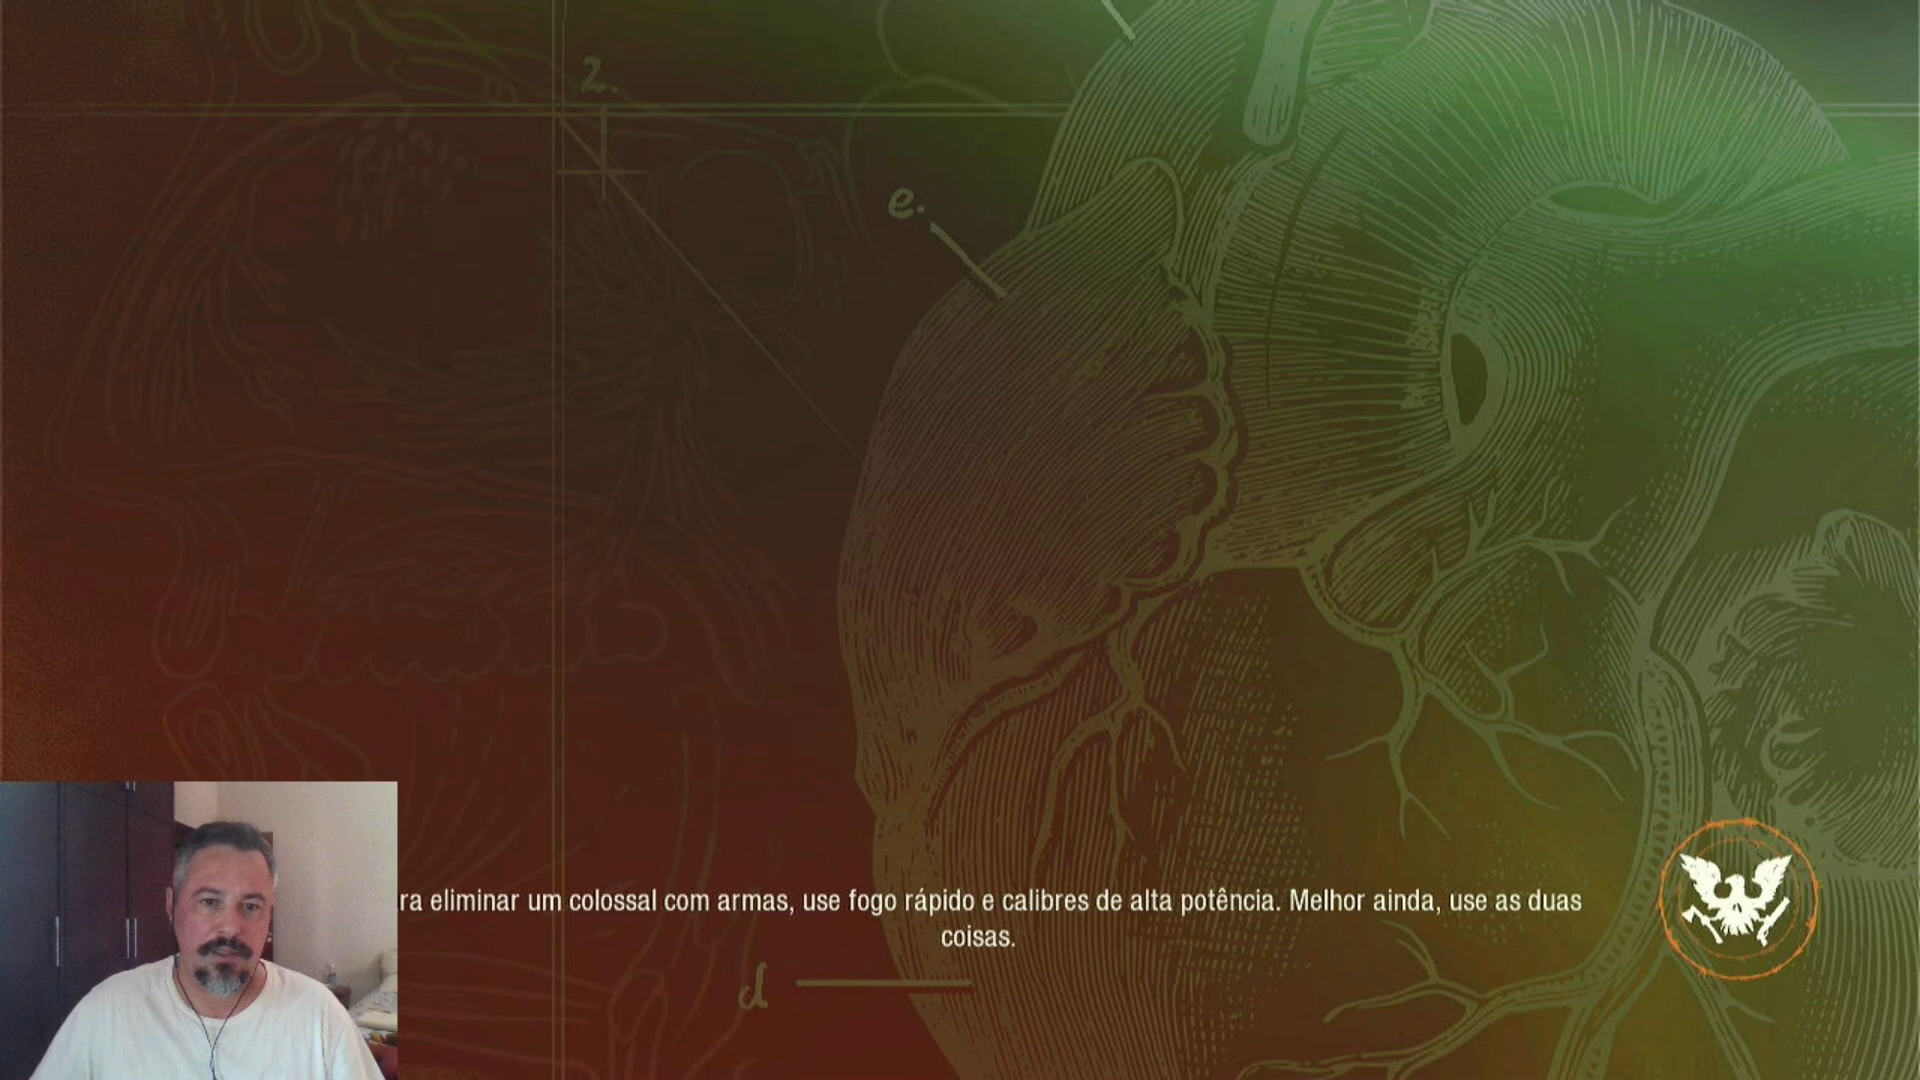 2.
e.
ra eliminar um colossal com armas, use fogo rápido e calibres de alta potência. Melhor ainda, use as duas
coisas.
d